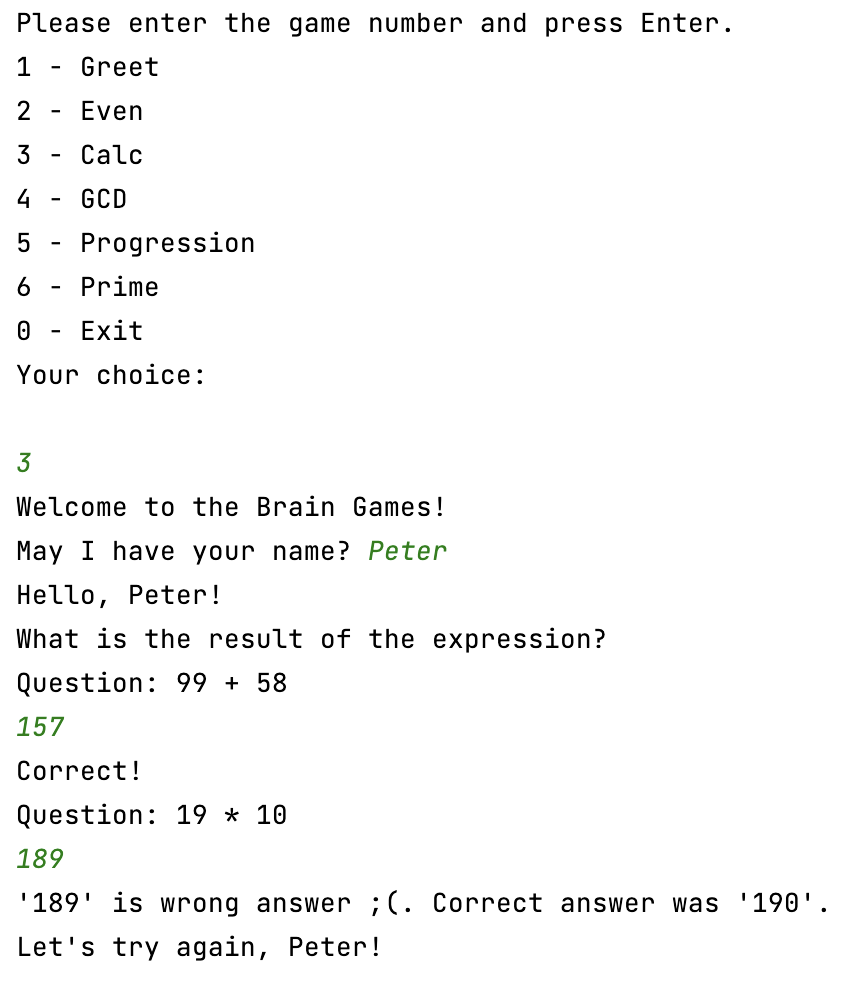 Please enter the game number and press Enter.
1 - Greet
2 - Even
3 - Calc
4 - GCD
5 - Progression
6 - Prime
0 - Exit
Your choice:
3
Welcome to the Brain Games!
May I have your name? Peter
Hello, Peter!
What is the result of the expression?
Question: 99 + 58
157
Correct!
Question: 19 * 10
189
'189' is wrong answer ;(. Correct answer was '190'.
Let's try again, Peter!